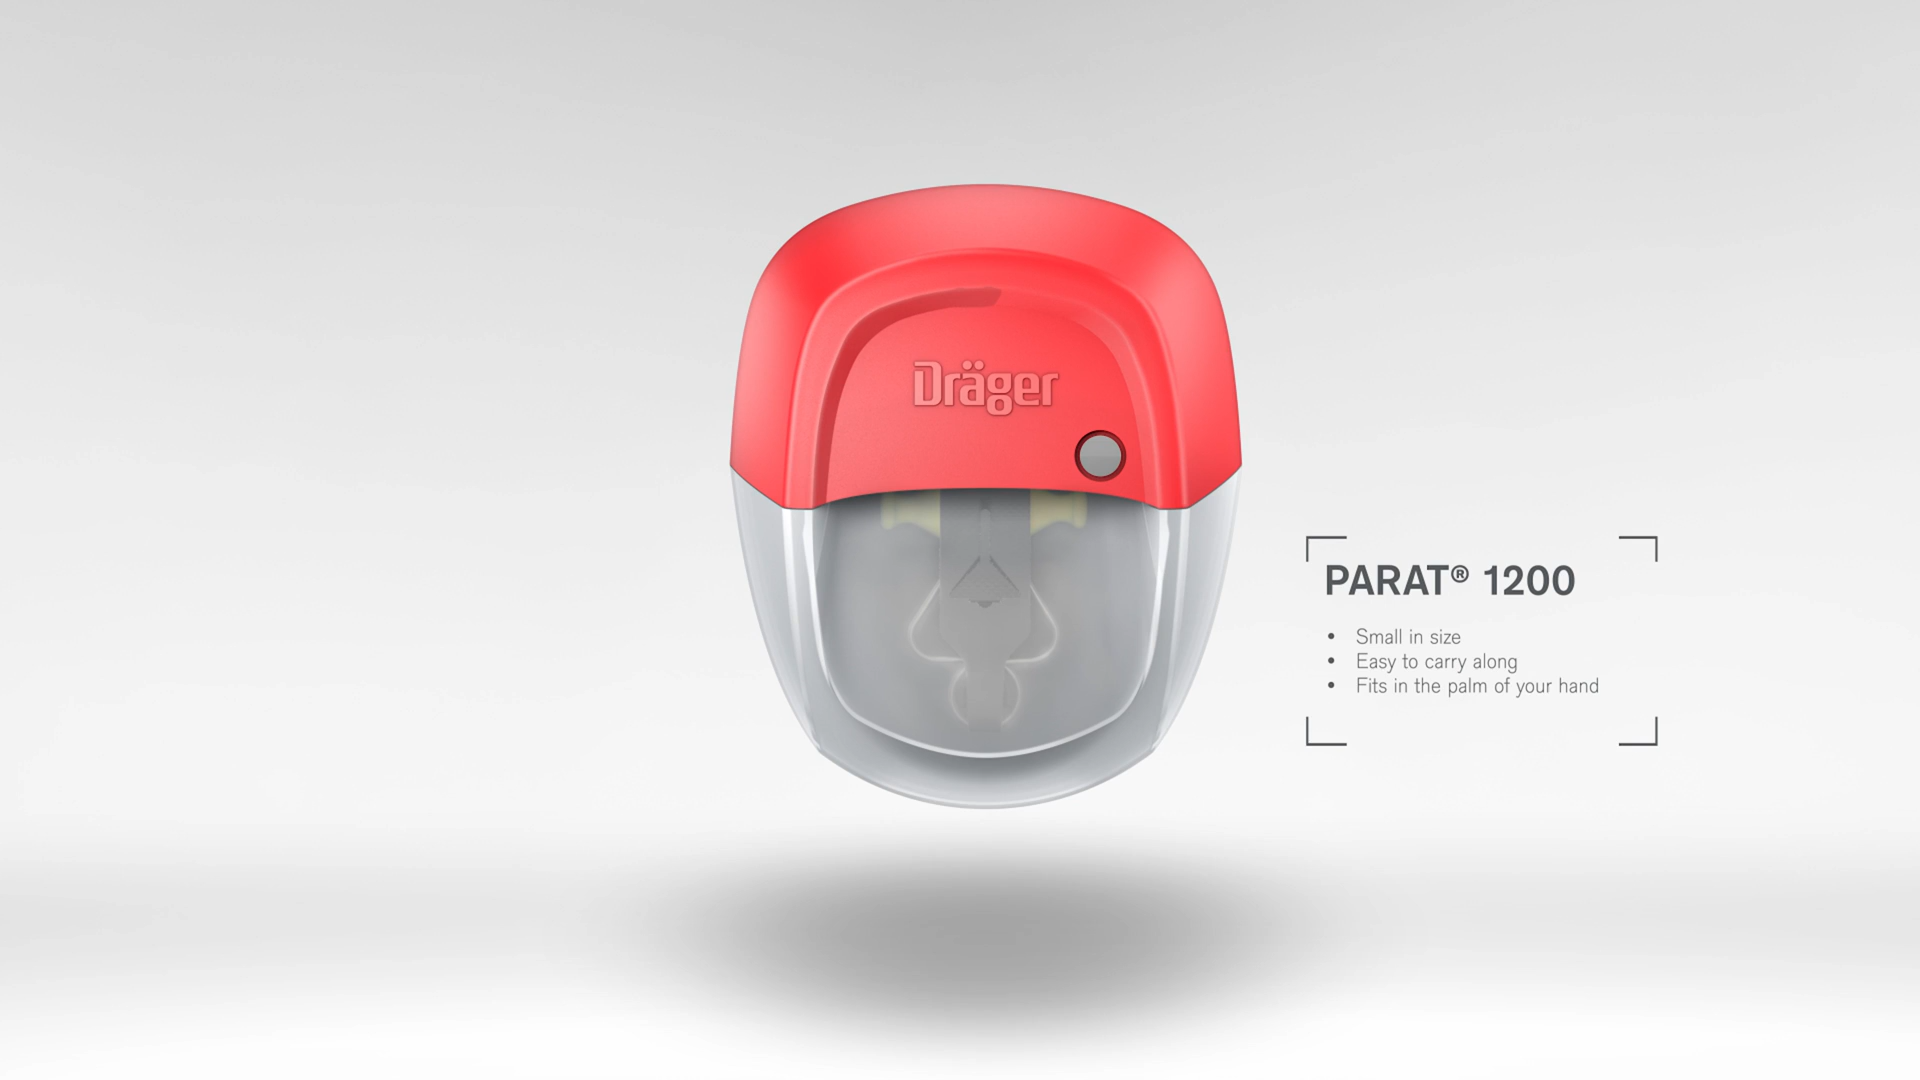 Dräger
PARAT® 1200
• Small in size
• Easy to carry along
• Fits in the palm of your hand